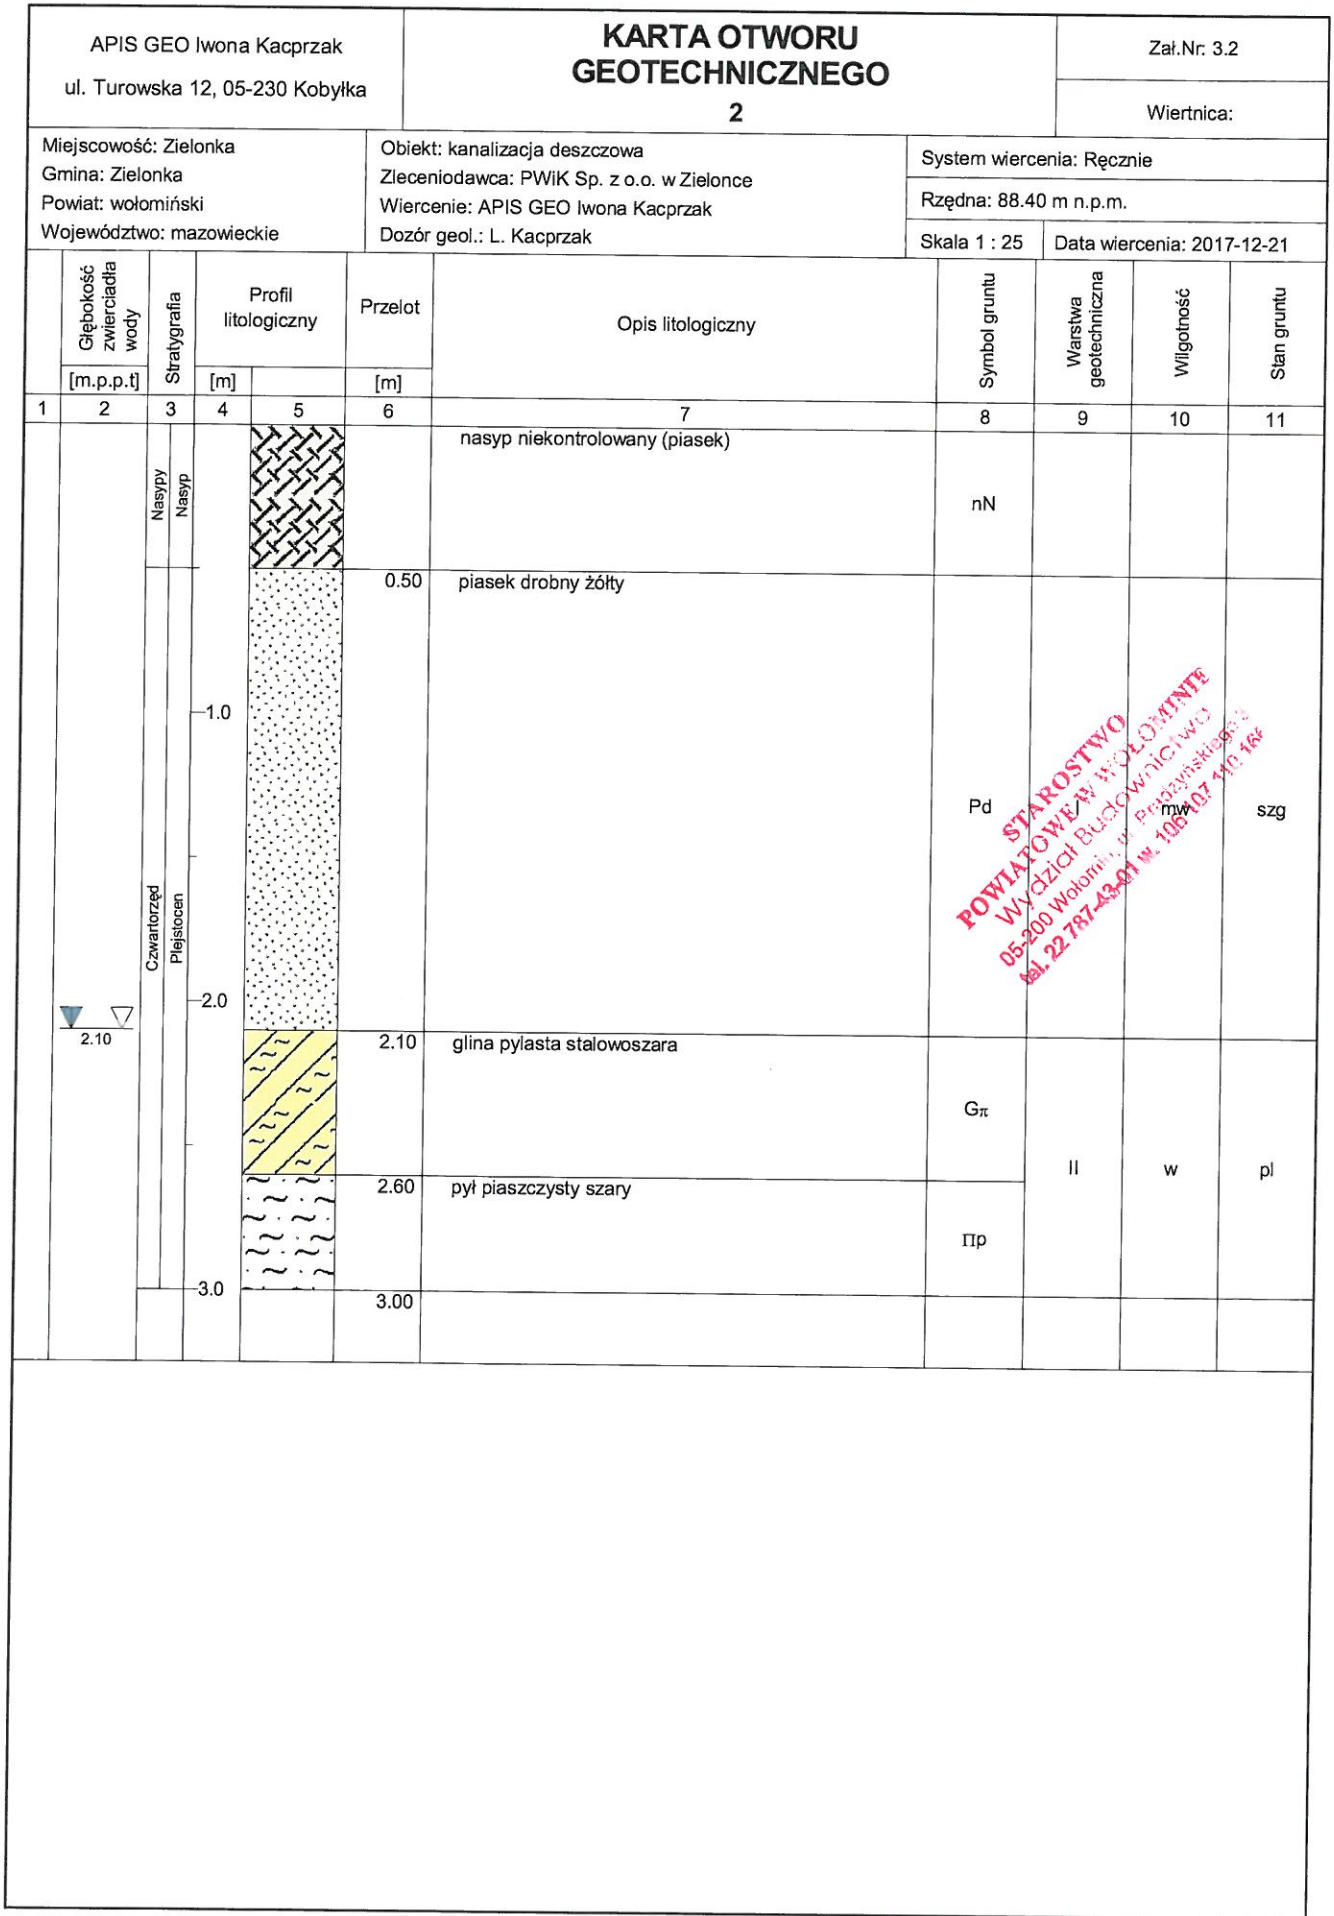 APIS GEO Iwona Kacprzak
ul. Turowska 12, 05-230 Kobyłka
KARTA OTWORU
GEOTECHNICZNEGO
2
Zał.Nr: 3.2
Wiertnica:
Miejscowość: Zielonka
Gmina: Zielonka
Powiat: wołomiński
Województwo: mazowieckie
Obiekt: kanalizacja deszczowa
Zleceniodawca: PWiK Sp. z o.o. w Zielonce
Wiercenie: APIS GEO Iwona Kacprzak
Dozór geol.: L. Kacprzak
System wiercenia: Ręcznie
Rzędna: 88.40 m n.p.m.
Skala 1 : 25
Data wiercenia: 2017-12-21
Głębokość
zwierciadła
wody
[m.p.p.t]
Stratygrafia
Profil
litologiczny
[m]
Przelot
[m]
Opis litologiczny
Symbol gruntu
Warstwa
geotechniczna
Wilgotność
Stan gruntu
1 2 3 4 5 6 7 8 9 10 11
Nasypy
Nasyp
nasyp niekontrolowany (piasek)
nN
0.50 piasek drobny żółty
1.0
Pd I mw szg
STAROSTWO
POWIATOWE W WOŁOMINIE
Wydział Budownictwa
05-200 Wołomin, ul. Prądzyńskiego
tel. 22 787-43-01 w. 106 107 110 166
Czwartorzęd
Plejstocen
2.0
2.10
2.10 glina pylasta stalowoszara
Gπ
II w pl
2.60 pył piaszczysty szary
Πp
3.0
3.00